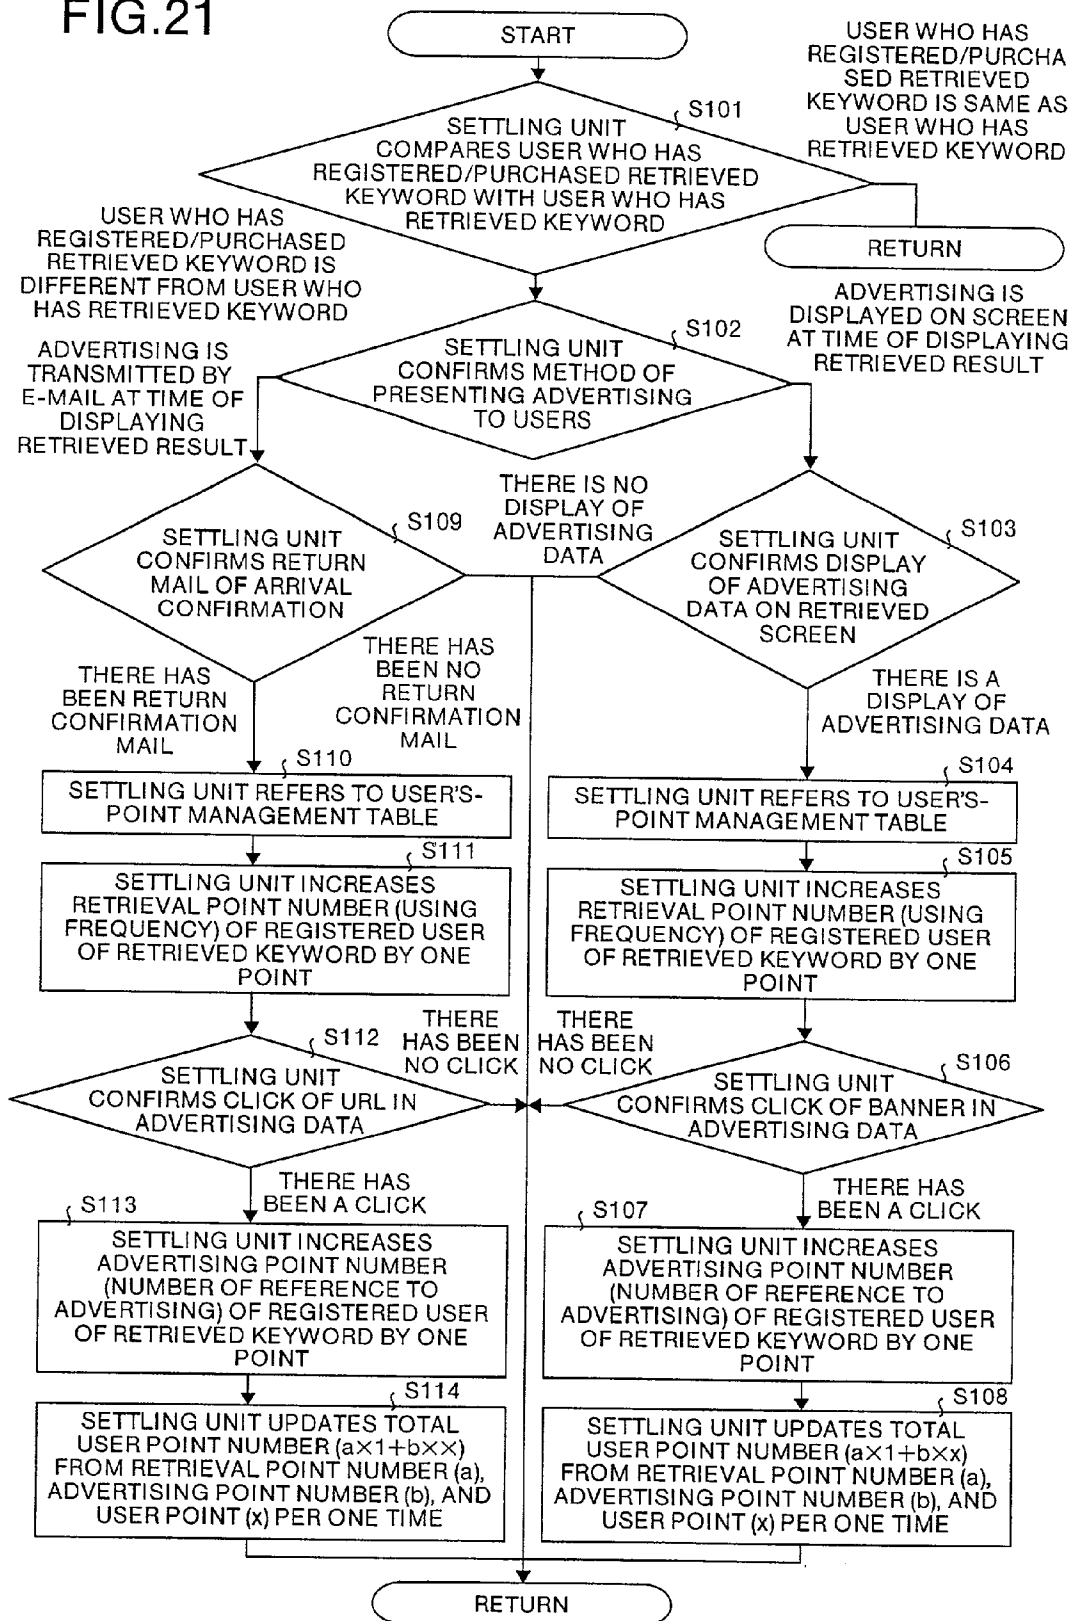 FIG.21
START
USER WHO HAS
REGISTERED/PURCHA
SED RETRIEVED
KEYWORD IS SAME AS
USER WHO HAS
RETRIEVED KEYWORD
S101
SETTLING UNIT
COMPARES USER WHO HAS
REGISTERED/PURCHASED RETRIEVED
KEYWORD WITH USER WHO HAS
RETRIEVED KEYWORD
RETURN
USER WHO HAS
REGISTERED/PURCHASED
RETRIEVED KEYWORD IS
DIFFERENT FROM USER WHO
HAS RETRIEVED KEYWORD
S102
SETTLING UNIT
CONFIRMS METHOD OF
PRESENTING ADVERTISING
TO USERS
ADVERTISING IS
DISPLAYED ON SCREEN
AT TIME OF DISPLAYING
RETRIEVED RESULT
ADVERTISING IS
TRANSMITTED BY
E-MAIL AT TIME OF
DISPLAYING
RETRIEVED RESULT
S109
SETTLING UNIT
CONFIRMS RETURN
MAIL OF ARRIVAL
CONFIRMATION
THERE IS NO
DISPLAY OF
ADVERTISING
DATA
S103
SETTLING UNIT
CONFIRMS DISPLAY
OF ADVERTISING
DATA ON RETRIEVED
SCREEN
THERE HAS
BEEN RETURN
CONFIRMATION
MAIL
THERE HAS
BEEN NO
RETURN
CONFIRMATION
MAIL
THERE IS A
DISPLAY OF
ADVERTISING DATA
S110
SETTLING UNIT REFERS TO USER'S-
POINT MANAGEMENT TABLE
S104
SETTLING UNIT REFERS TO USER'S-
POINT MANAGEMENT TABLE
S111
SETTLING UNIT INCREASES
RETRIEVAL POINT NUMBER (USING
FREQUENCY) OF REGISTERED USER
OF RETRIEVED KEYWORD BY ONE
POINT
S105
SETTLING UNIT INCREASES
RETRIEVAL POINT NUMBER (USING
FREQUENCY) OF REGISTERED USER
OF RETRIEVED KEYWORD BY ONE
POINT
S112
SETTLING UNIT
CONFIRMS CLICK OF URL IN
ADVERTISING DATA
THERE
HAS BEEN
NO CLICK
THERE
HAS BEEN
NO CLICK
S106
SETTLING UNIT
CONFIRMS CLICK OF BANNER IN
ADVERTISING DATA
THERE HAS
BEEN A CLICK
THERE HAS
BEEN A CLICK
S113
SETTLING UNIT INCREASES
ADVERTISING POINT NUMBER
(NUMBER OF REFERENCE TO
ADVERTISING) OF REGISTERED USER
OF RETRIEVED KEYWORD BY ONE
POINT
S107
SETTLING UNIT INCREASES
ADVERTISING POINT NUMBER
(NUMBER OF REFERENCE TO
ADVERTISING) OF REGISTERED USER
OF RETRIEVED KEYWORD BY ONE
POINT
S114
SETTLING UNIT UPDATES TOTAL
USER POINT NUMBER (a×1+b××)
FROM RETRIEVAL POINT NUMBER (a),
ADVERTISING POINT NUMBER (b), AND
USER POINT (x) PER ONE TIME
S108
SETTLING UNIT UPDATES TOTAL
USER POINT NUMBER (a×1+b×x)
FROM RETRIEVAL POINT NUMBER (a),
ADVERTISING POINT NUMBER (b), AND
USER POINT (x) PER ONE TIME
RETURN